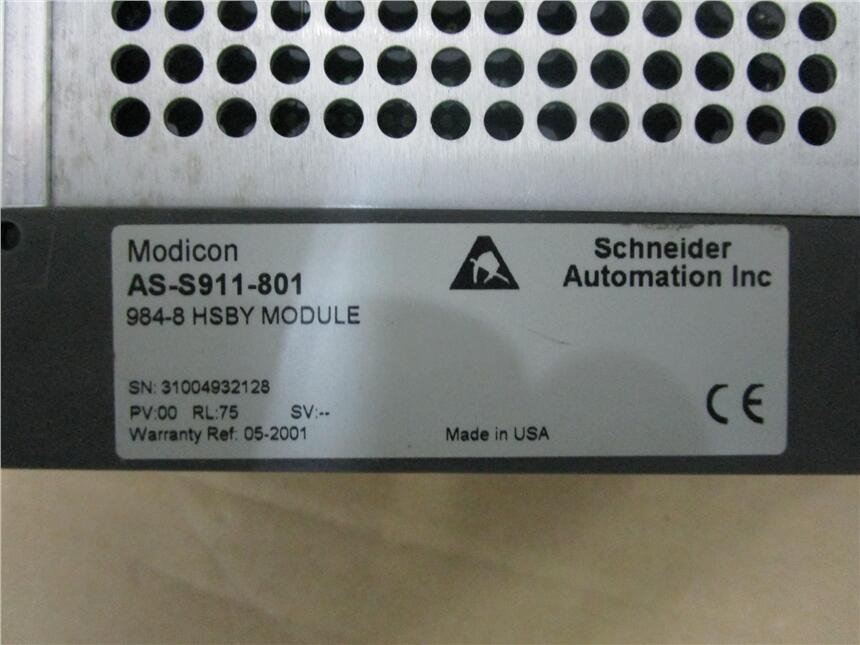 Modicon
AS-S911-801
984-8 HSBY MODULE
Schneider
Automation Inc
SN: 31004932128
PV:00 RL:75 SV:--
Warranty Ref: 05-2001
Made in USA
CE